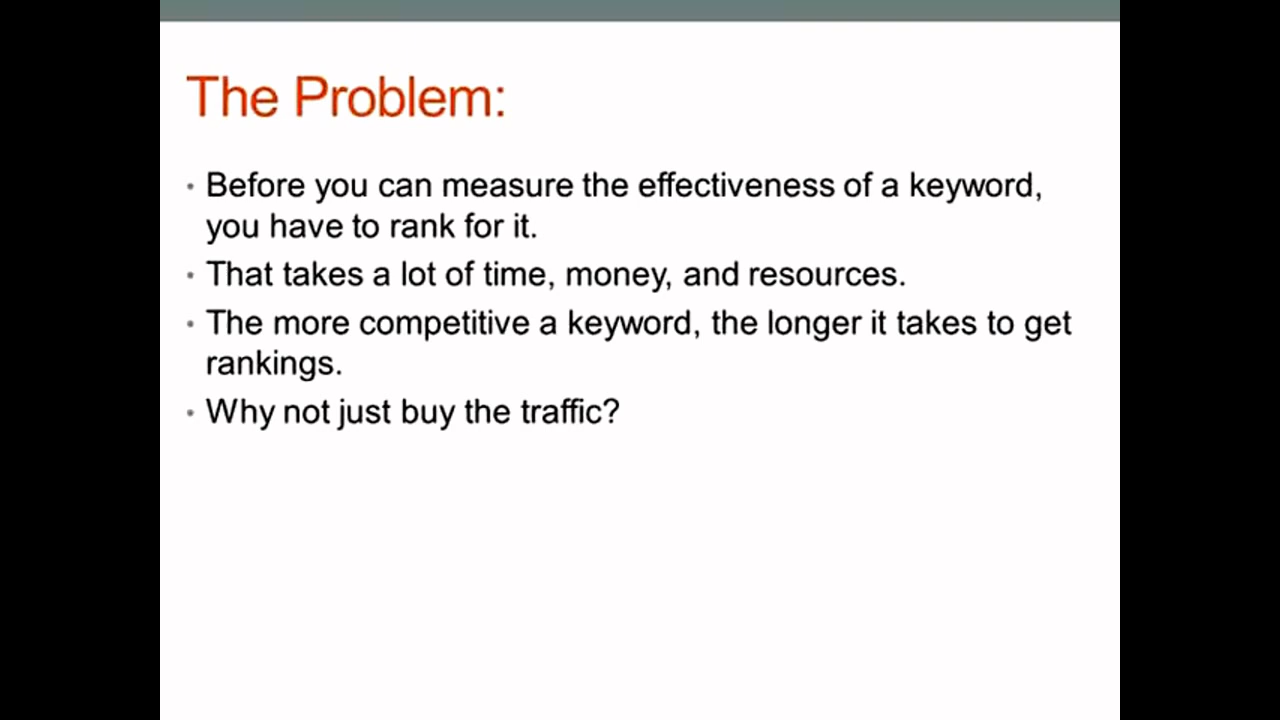 The Problem:
• Before you can measure the effectiveness of a keyword,
you have to rank for it.
• That takes a lot of time, money, and resources.
• The more competitive a keyword, the longer it takes to get
rankings.
• Why not just buy the traffic?